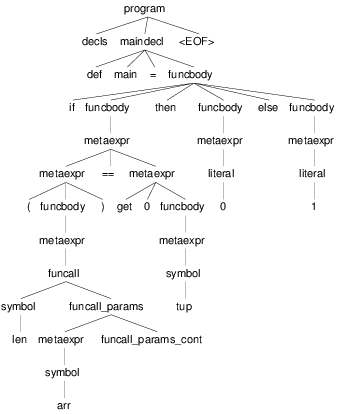 program
decls maindecl <EOF>
def main = funcbody
if funcbody then funcbody else funcbody
metaexpr metaexpr metaexpr
metaexpr == metaexpr literal literal
( funcbody ) get 0 funcbody 0 1
metaexpr metaexpr
funcall symbol
symbol funcall_params tup
len metaexpr funcall_params_cont
symbol
arr